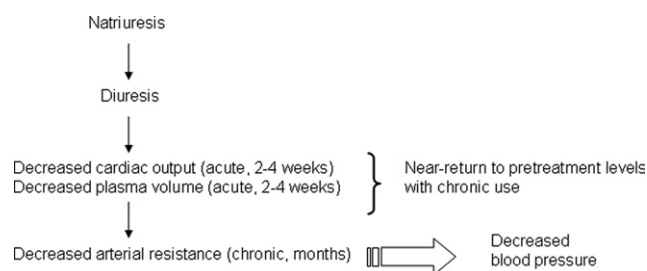 Natriuresis
Diuresis
Decreased cardiac output (acute, 2-4 weeks)
Decreased plasma volume (acute, 2-4 weeks)
Near-return to pretreatment levels
with chronic use
Decreased arterial resistance (chronic, months)
Decreased
blood pressure